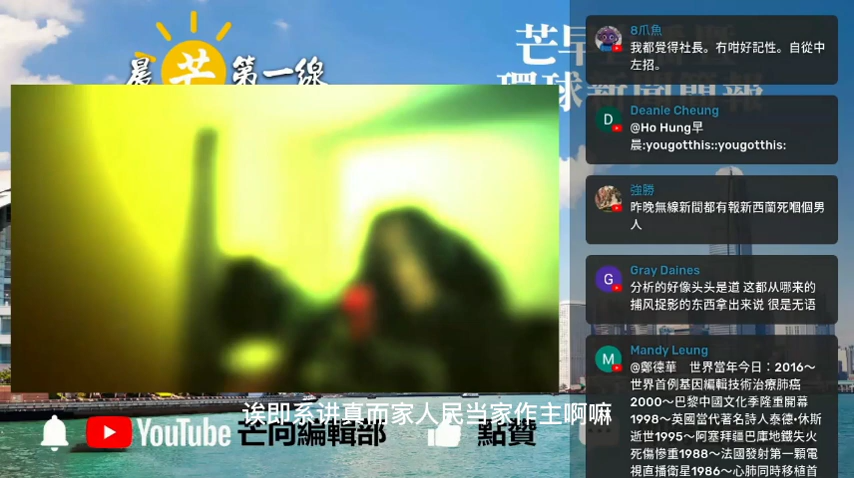 晨芒第一線
芒早
環球新聞簡報
8爪魚
我都覺得社長。冇咁好記性。自從中
左招。
D
Deanie Cheung
@Ho Hung早
晨:yougotthis::yougotthis:
強勝
昨晚無線新聞都有報新西蘭死嗰個男
人
G
Gray Daines
分析的好像头头是道 这都从哪来的
捕风捉影的东西拿出来说 很是无语
M
Mandy Leung
@鄭德華 世界當年今日：2016～
世界首例基因編輯技術治療肺癌
2000～巴黎中國文化季隆重開幕
1998～英國當代著名詩人泰德·休斯
逝世1995～阿塞拜疆巴庫地鐵失火
死傷慘重1988～法國發射第一顆電
視直播衛星1986～心肺同時移植首
诶即系讲真而家人民当家作主啊嘛
YouTube 芒向編輯部 點贊